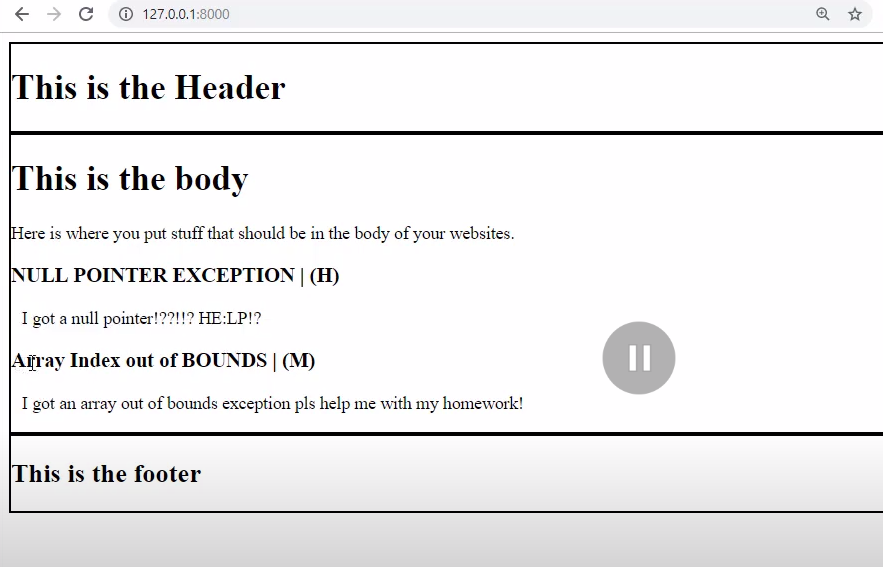 127.0.0.1:8000
This is the Header
This is the body
Here is where you put stuff that should be in the body of your websites.
NULL POINTER EXCEPTION | (H)
I got a null pointer!??!!? HE:LP!?
Array Index out of BOUNDS | (M)
I got an array out of bounds exception pls help me with my homework!
This is the footer